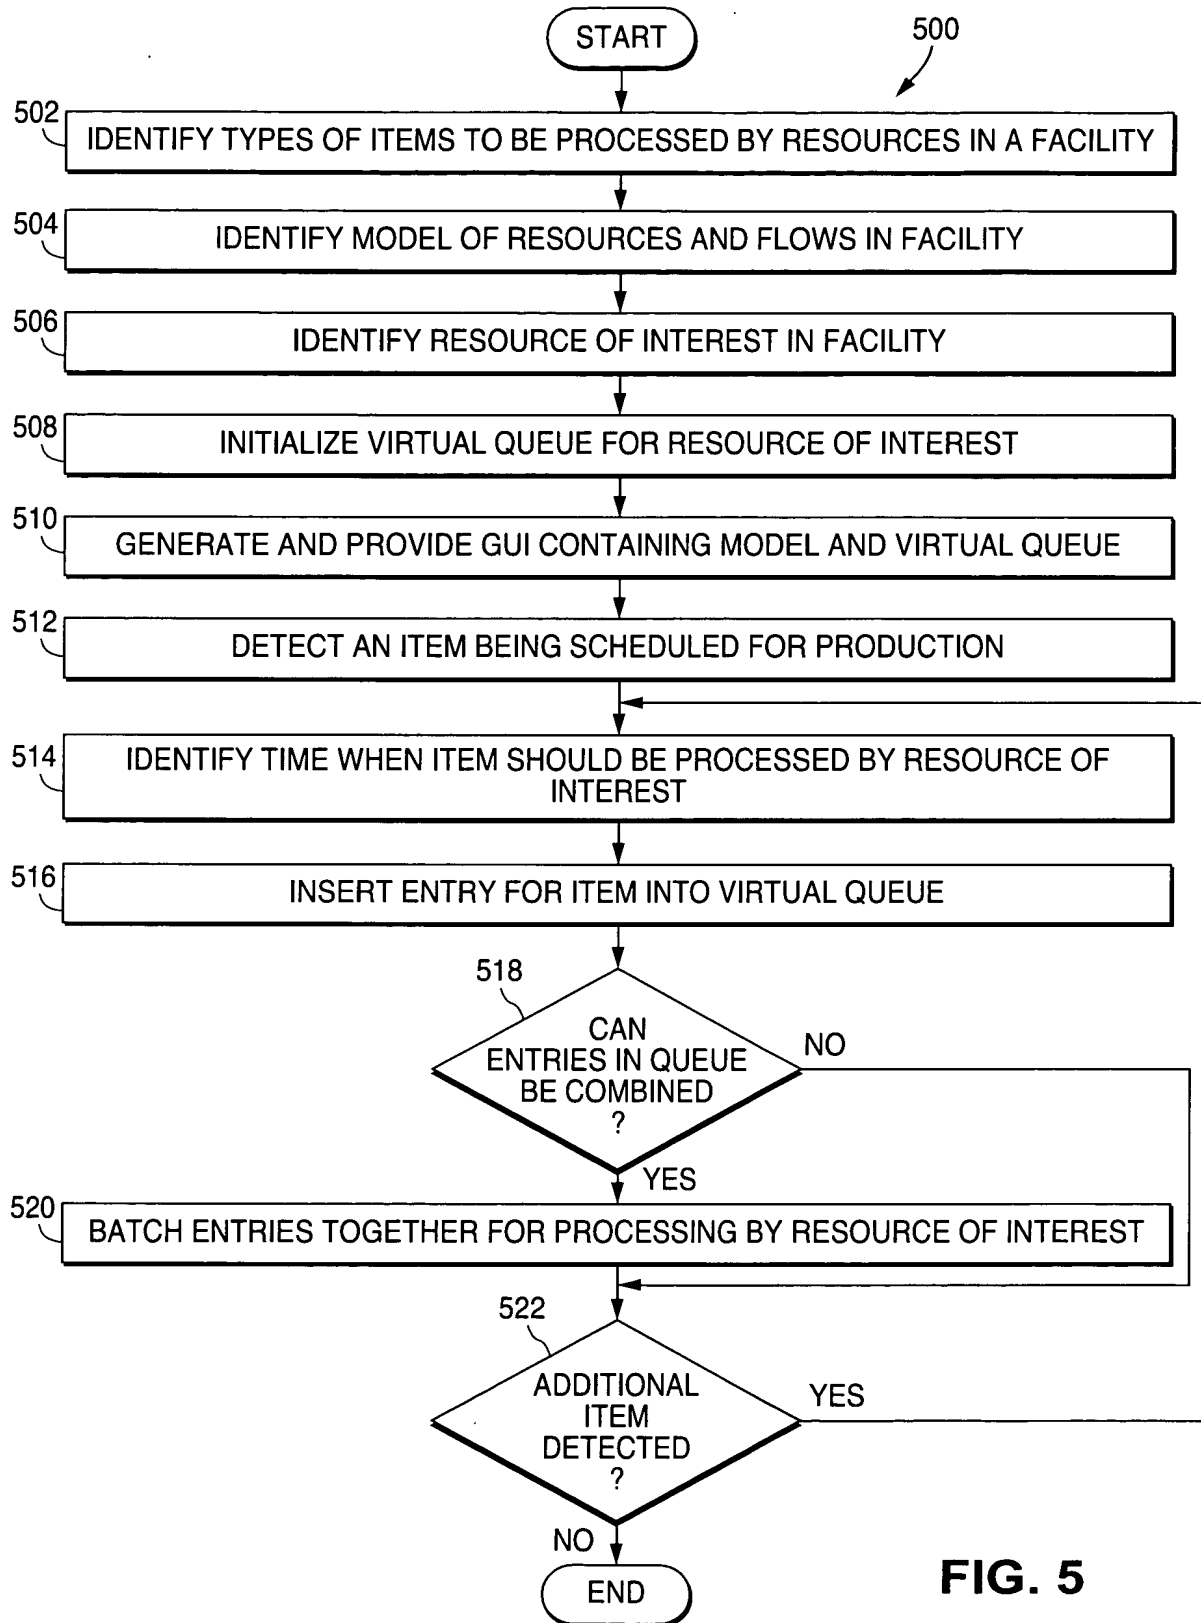 START
500
502
IDENTIFY TYPES OF ITEMS TO BE PROCESSED BY RESOURCES IN A FACILITY
504
IDENTIFY MODEL OF RESOURCES AND FLOWS IN FACILITY
506
IDENTIFY RESOURCE OF INTEREST IN FACILITY
508
INITIALIZE VIRTUAL QUEUE FOR RESOURCE OF INTEREST
510
GENERATE AND PROVIDE GUI CONTAINING MODEL AND VIRTUAL QUEUE
512
DETECT AN ITEM BEING SCHEDULED FOR PRODUCTION
514
IDENTIFY TIME WHEN ITEM SHOULD BE PROCESSED BY RESOURCE OF
INTEREST
516
INSERT ENTRY FOR ITEM INTO VIRTUAL QUEUE
518
CAN
ENTRIES IN QUEUE
BE COMBINED
?
NO
YES
520
BATCH ENTRIES TOGETHER FOR PROCESSING BY RESOURCE OF INTEREST
522
ADDITIONAL
ITEM
DETECTED
?
YES
NO
END
FIG. 5